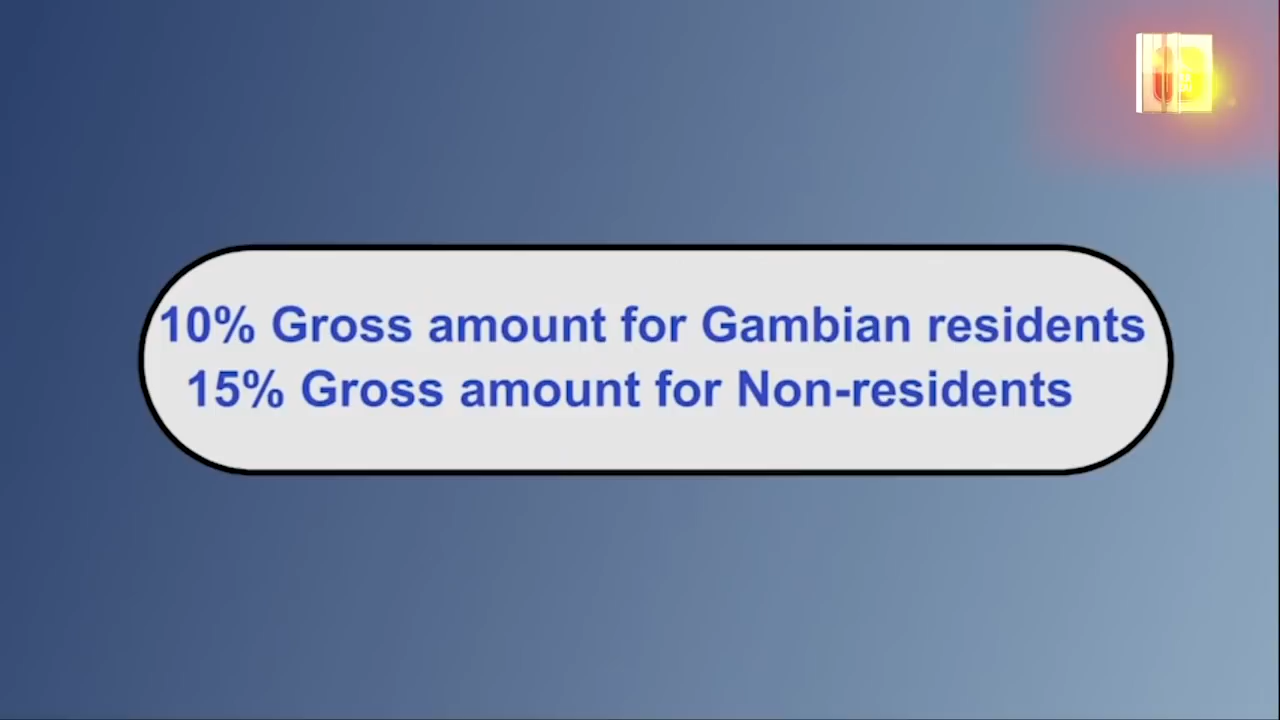 10% Gross amount for Gambian residents
15% Gross amount for Non-residents